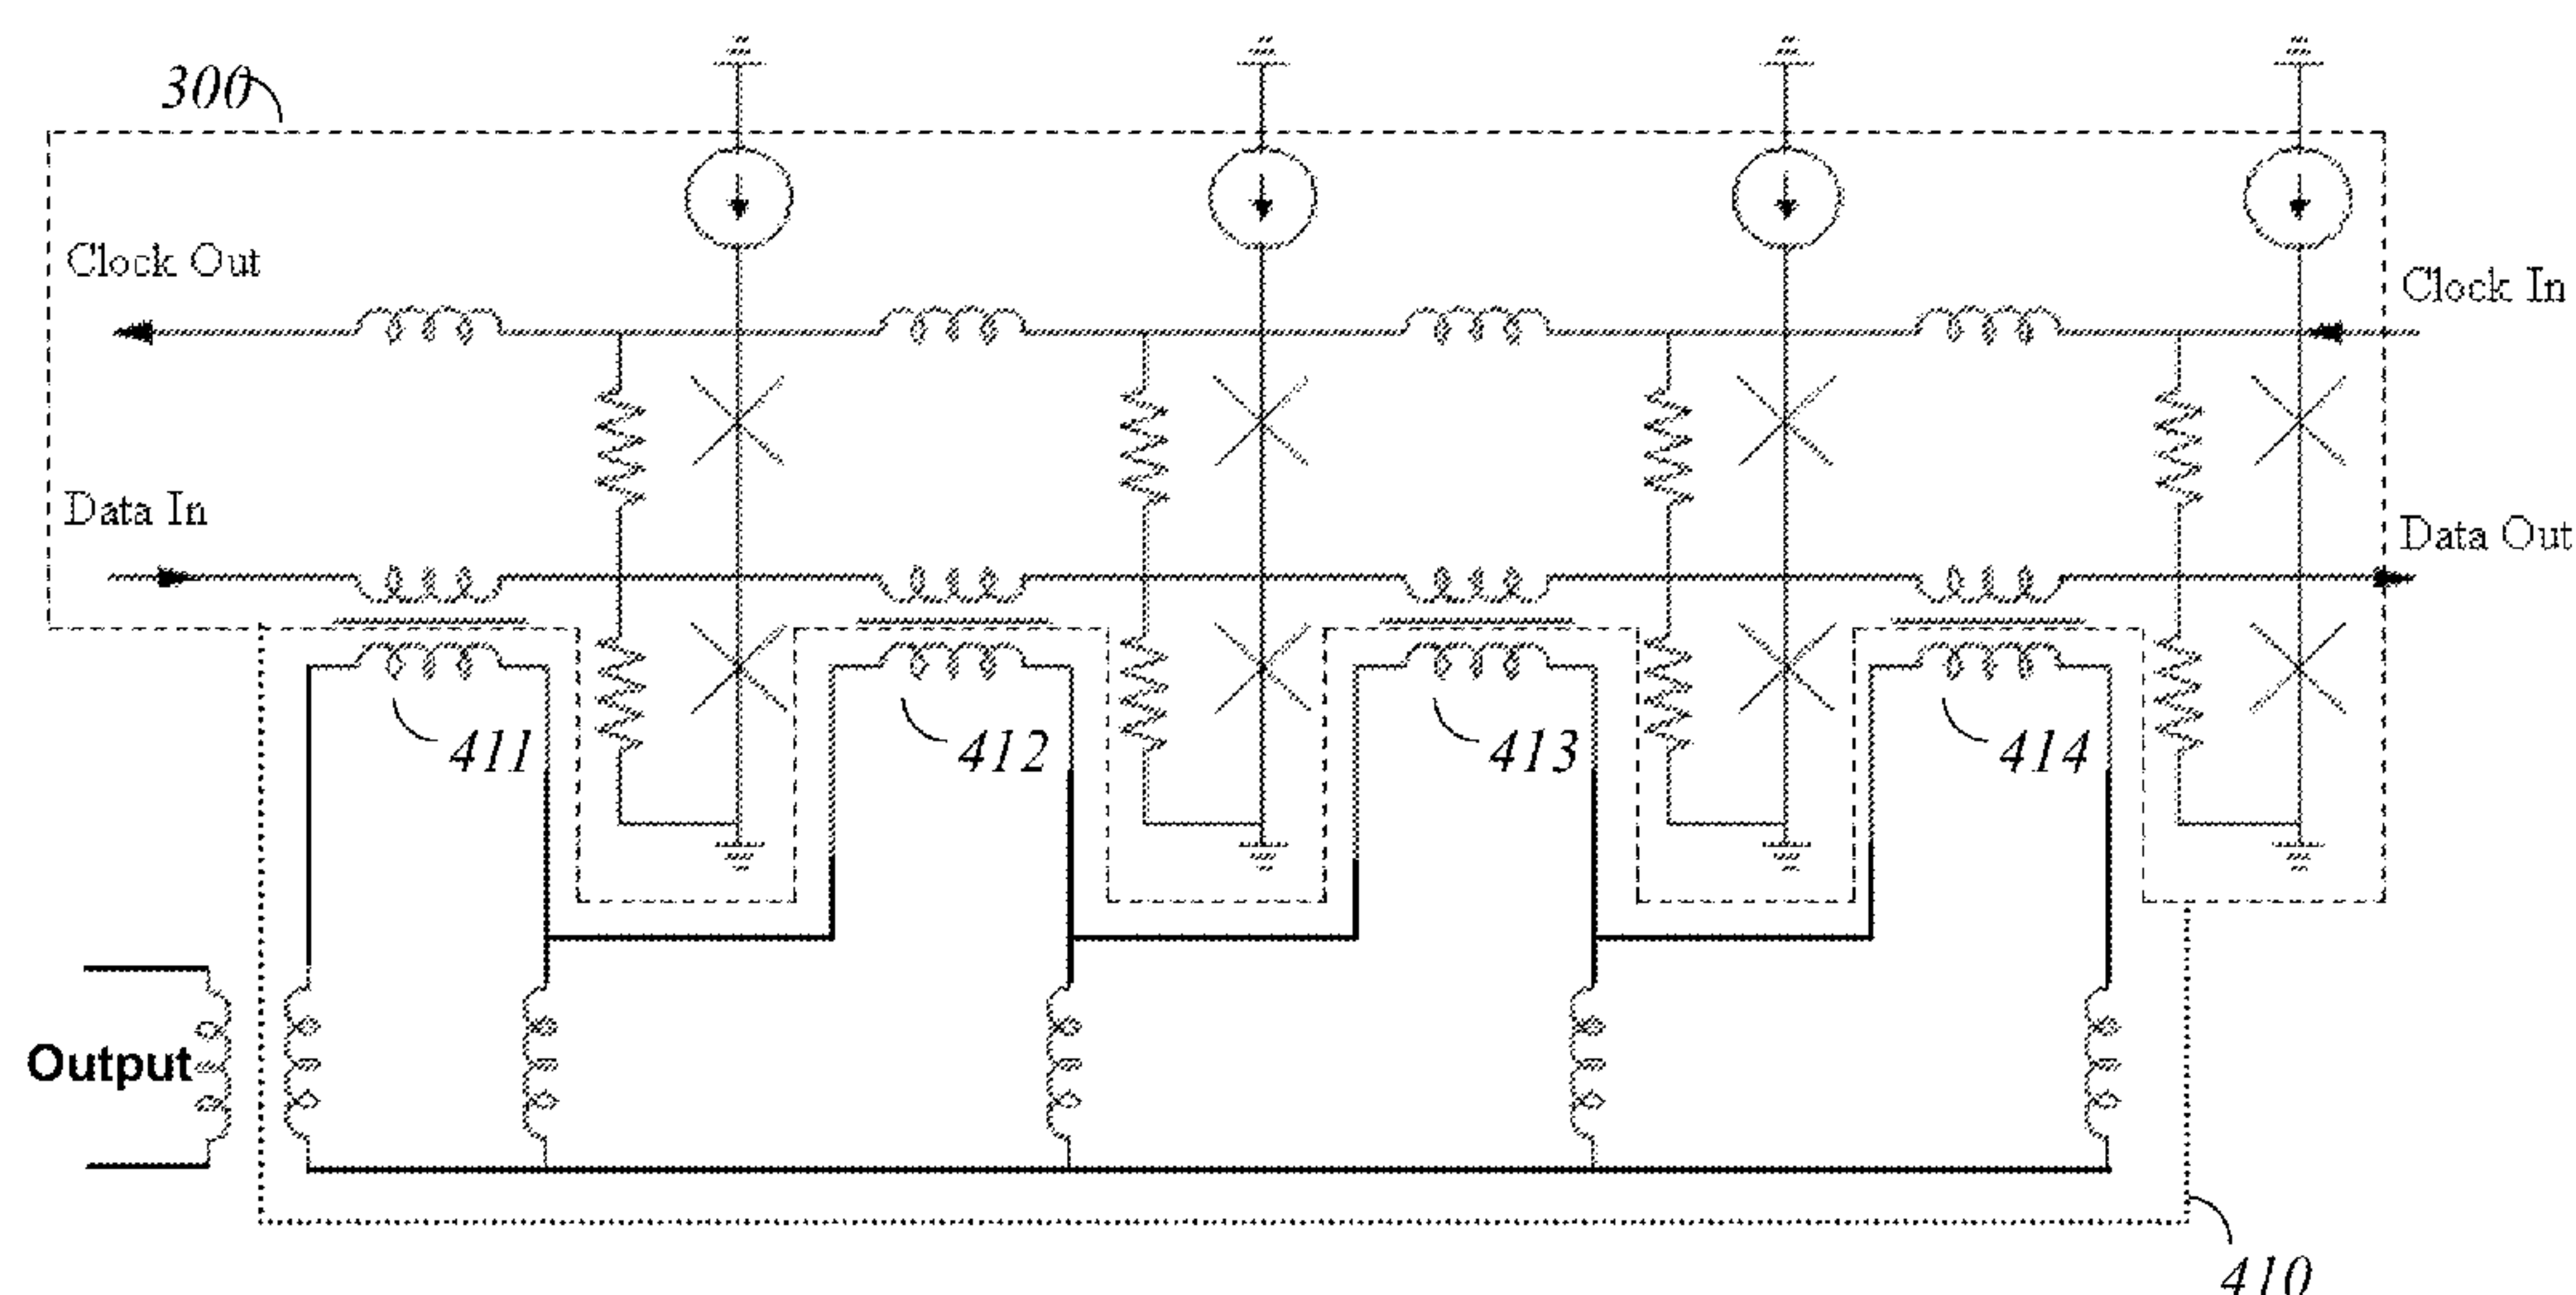 300
Clock Out
Clock In
Data In
Data Out
411
412
413
414
Output
410